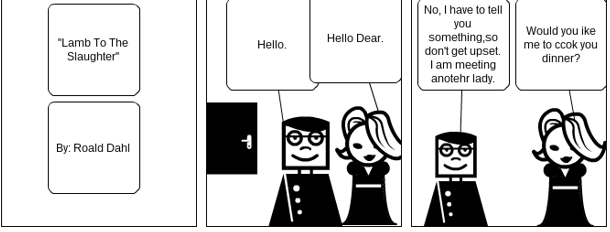 "Lamb To The
Slaughter"
By: Roald Dahl
Hello.
Hello Dear.
No, I have to tell
you
something,so
don't get upset.
I am meeting
anotehr lady.
Would you ike
me to ccok you
dinner?